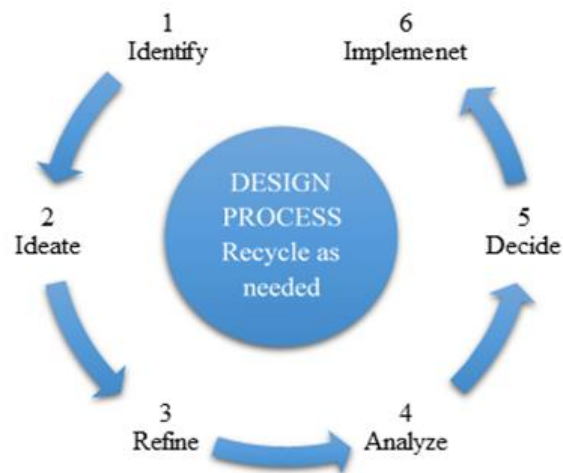 1
Identify
6
Implemenet
DESIGN
PROCESS
Recycle as
needed
2
Ideate
5
Decide
3
Refine
4
Analyze